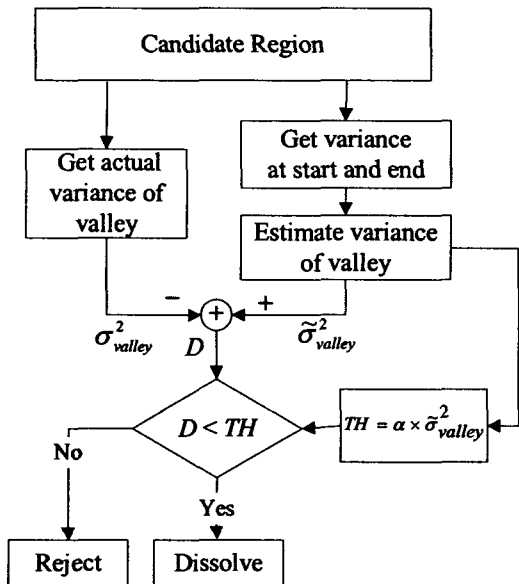 Candidate Region
Get actual
variance of
valley
Get variance
at start and end
Estimate variance
of valley
−
+
+
σ²valley
σ̃²valley
D
D < TH
TH = α × σ̃²valley
No
Yes
Reject
Dissolve